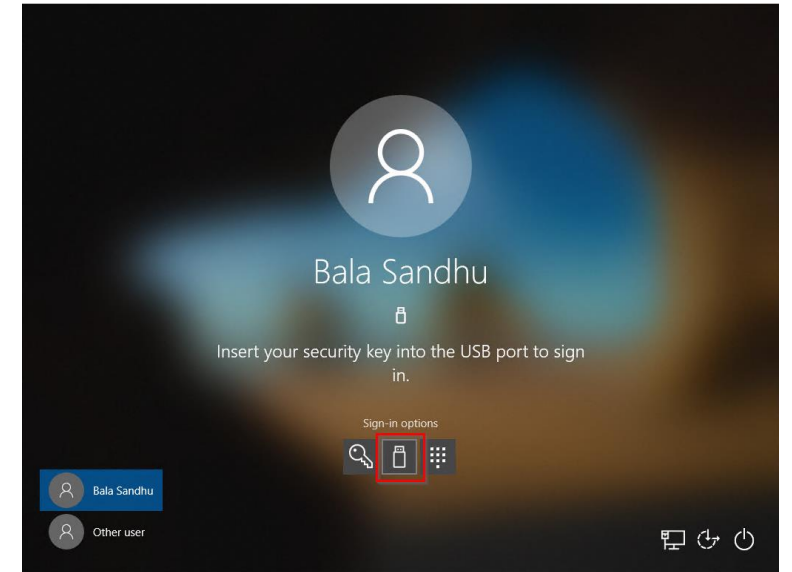 Bala Sandhu
Insert your security key into the USB port to sign
in.
Sign-in options
Bala Sandhu
Other user